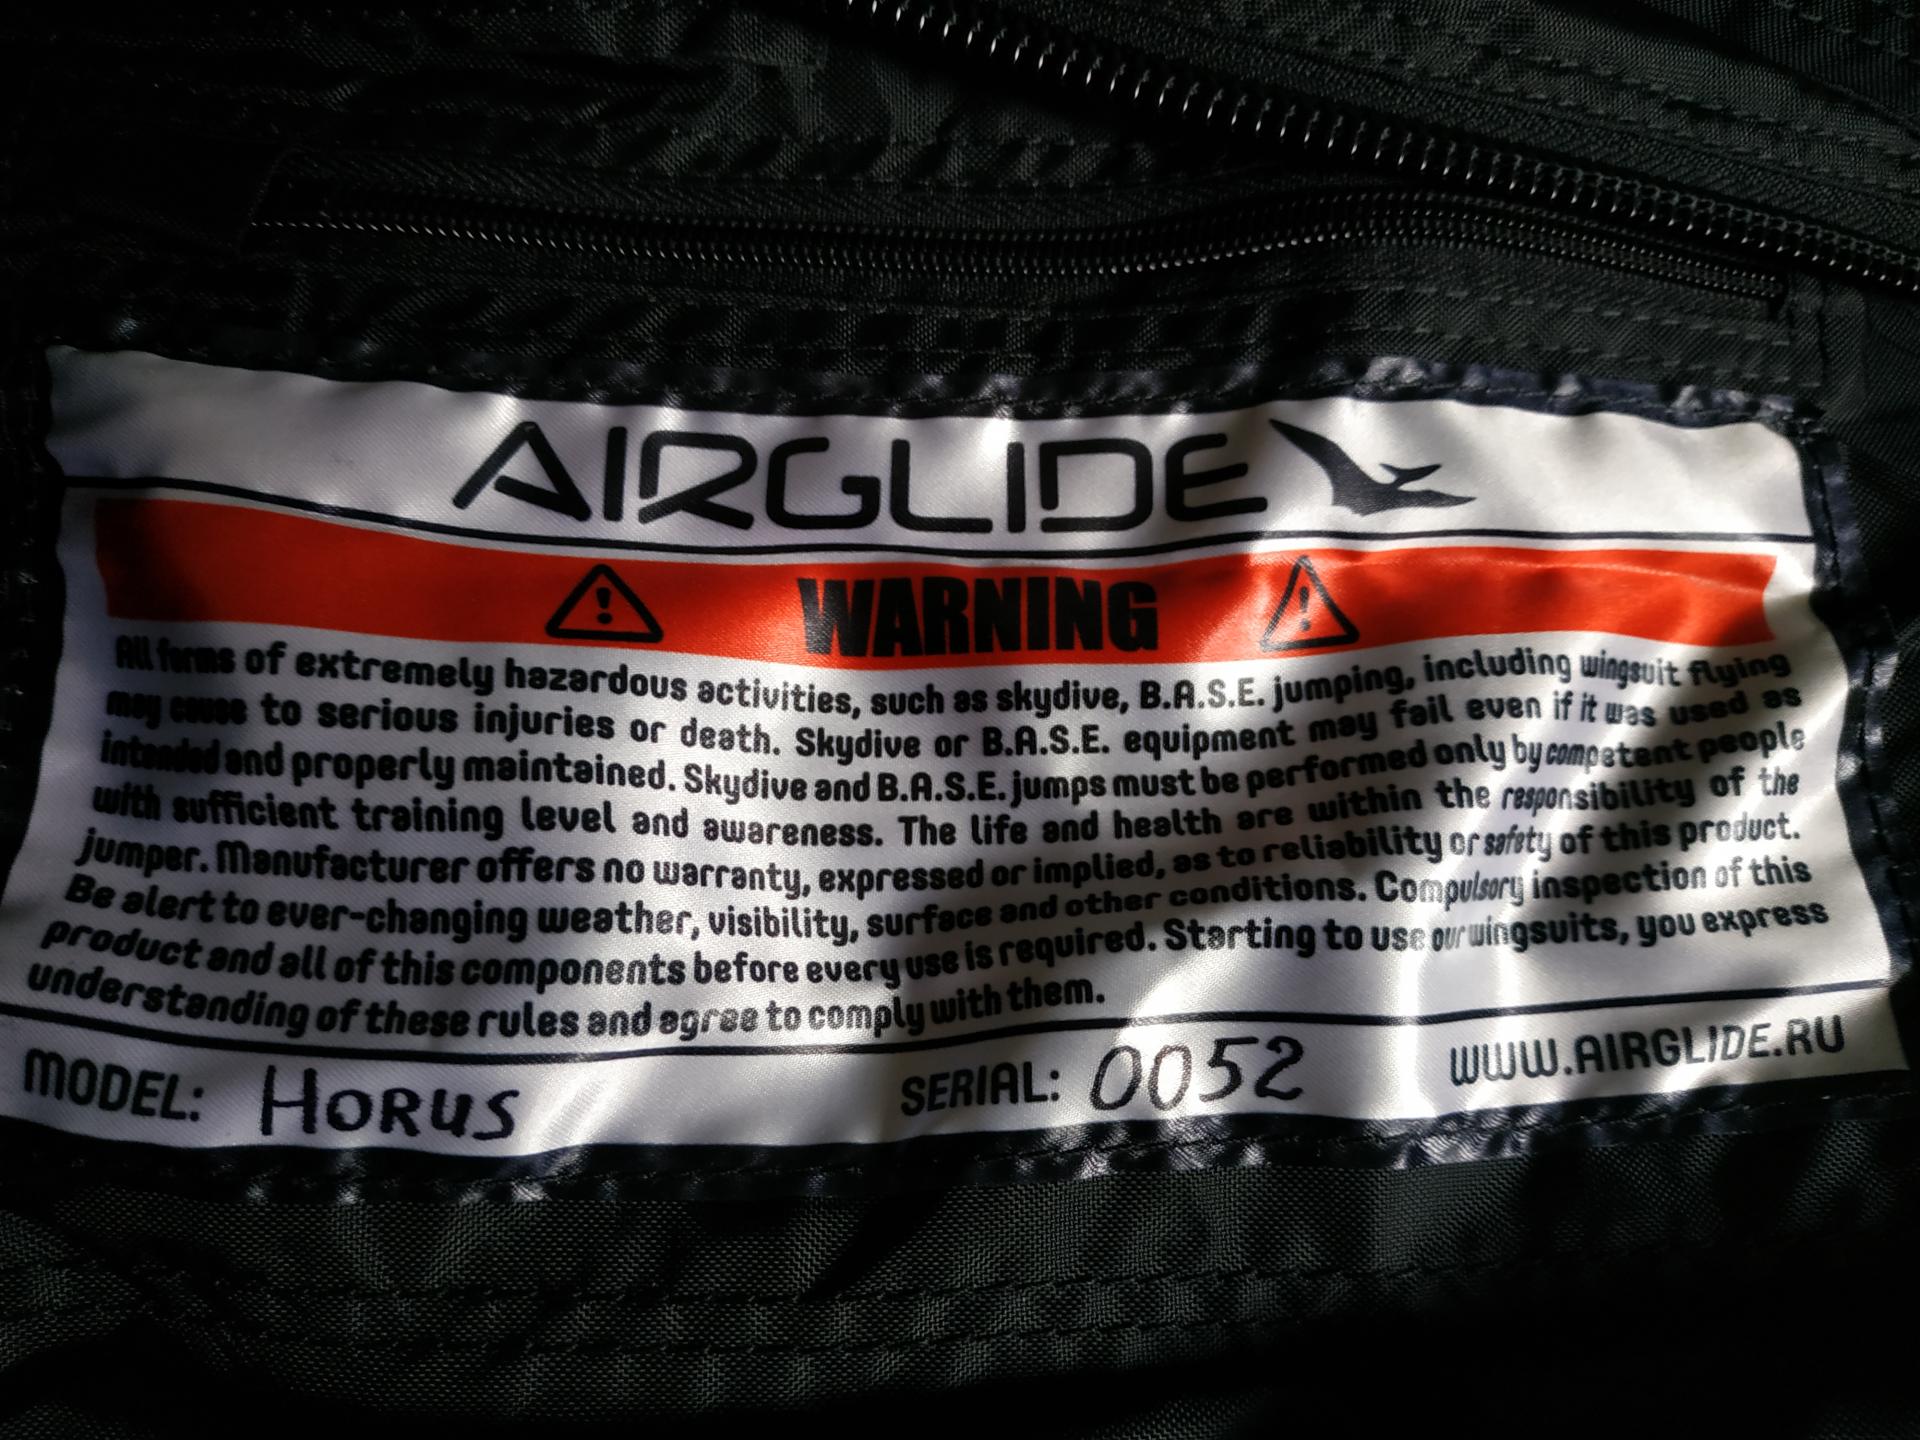 AIRGLIDE
WARNING
All forms of extremely hazardous activities, such as skydive, B.A.S.E. jumping, including wingsuit flying
may cause to serious injuries or death. Skydive or B.A.S.E. equipment may fail even if it was used as
intended and properly maintained. Skydive and B.A.S.E. jumps must be performed only by competent people
with sufficient training level and awareness. The life and health are within the responsibility of the
jumper. Manufacturer offers no warranty, expressed or implied, as to reliability or safety of this product.
Be alert to ever-changing weather, visibility, surface and other conditions. Compulsory inspection of this
product and all of this components before every use is required. Starting to use our wingsuits, you express
understanding of these rules and agree to comply with them.
MODEL: HORUS SERIAL: 0052 WWW.AIRGLIDE.RU